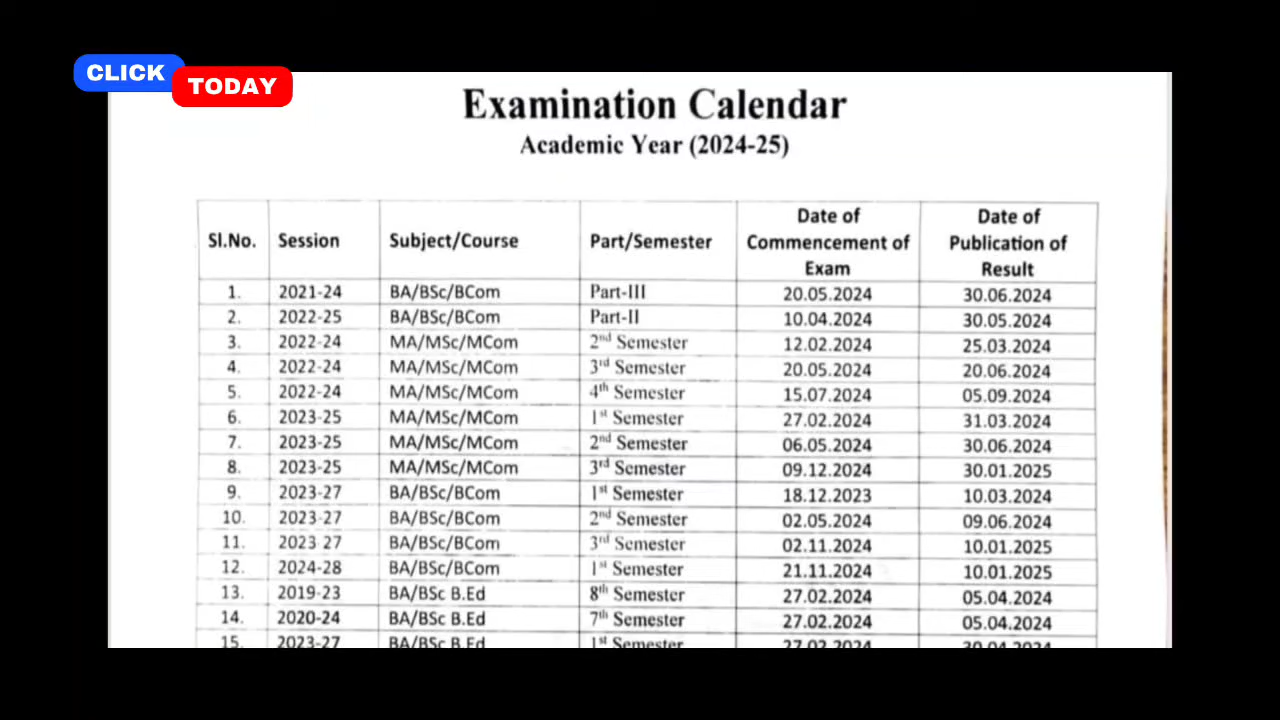 CLICK
TODAY
Examination Calendar
Academic Year (2024-25)
Sl.No. Session Subject/Course Part/Semester Date of Commencement of Exam Date of Publication of Result
1. 2021-24 BA/BSc/BCom Part-III 20.05.2024 30.06.2024
2. 2022-25 BA/BSc/BCom Part-II 10.04.2024 30.05.2024
3. 2022-24 MA/MSc/MCom 2nd Semester 12.02.2024 25.03.2024
4. 2022-24 MA/MSc/MCom 3rd Semester 20.05.2024 20.06.2024
5. 2022-24 MA/MSc/MCom 4th Semester 15.07.2024 05.09.2024
6. 2023-25 MA/MSc/MCom 1st Semester 27.02.2024 31.03.2024
7. 2023-25 MA/MSc/MCom 2nd Semester 06.05.2024 30.06.2024
8. 2023-25 MA/MSc/MCom 3rd Semester 09.12.2024 30.01.2025
9. 2023-27 BA/BSc/BCom 1st Semester 18.12.2023 10.03.2024
10. 2023-27 BA/BSc/BCom 2nd Semester 02.05.2024 09.06.2024
11. 2023-27 BA/BSc/BCom 3rd Semester 02.11.2024 10.01.2025
12. 2024-28 BA/BSc/BCom 1st Semester 21.11.2024 10.01.2025
13. 2019-23 BA/BSc B.Ed 8th Semester 27.02.2024 05.04.2024
14. 2020-24 BA/BSc B.Ed 7th Semester 27.02.2024 05.04.2024
15. 2023-27 BA/BSc B.Ed 1st Semester 27.02.2024 30.04.2024